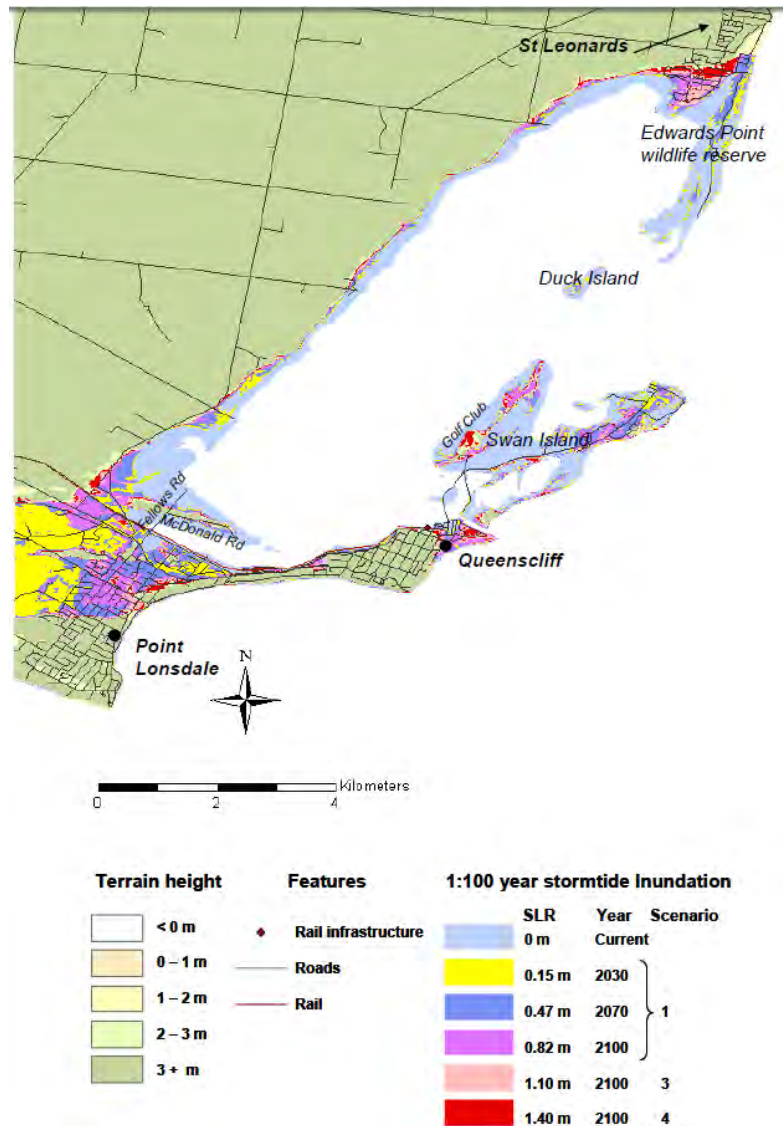 St Leonards
Edwards Point
wildlife reserve
Duck Island
Golf Club
Swan Island
Fellows Rd
McDonald Rd
Queenscliff
Point
Lonsdale
N
Kilometers
0 2 4
Terrain height
< 0 m
0 – 1 m
1 – 2 m
2 – 3 m
3 + m
Features
Rail infrastructure
Roads
Rail
1:100 year stormtide Inundation
SLR Year Scenario
0 m Current
0.15 m 2030
0.47 m 2070 1
0.82 m 2100
1.10 m 2100 3
1.40 m 2100 4